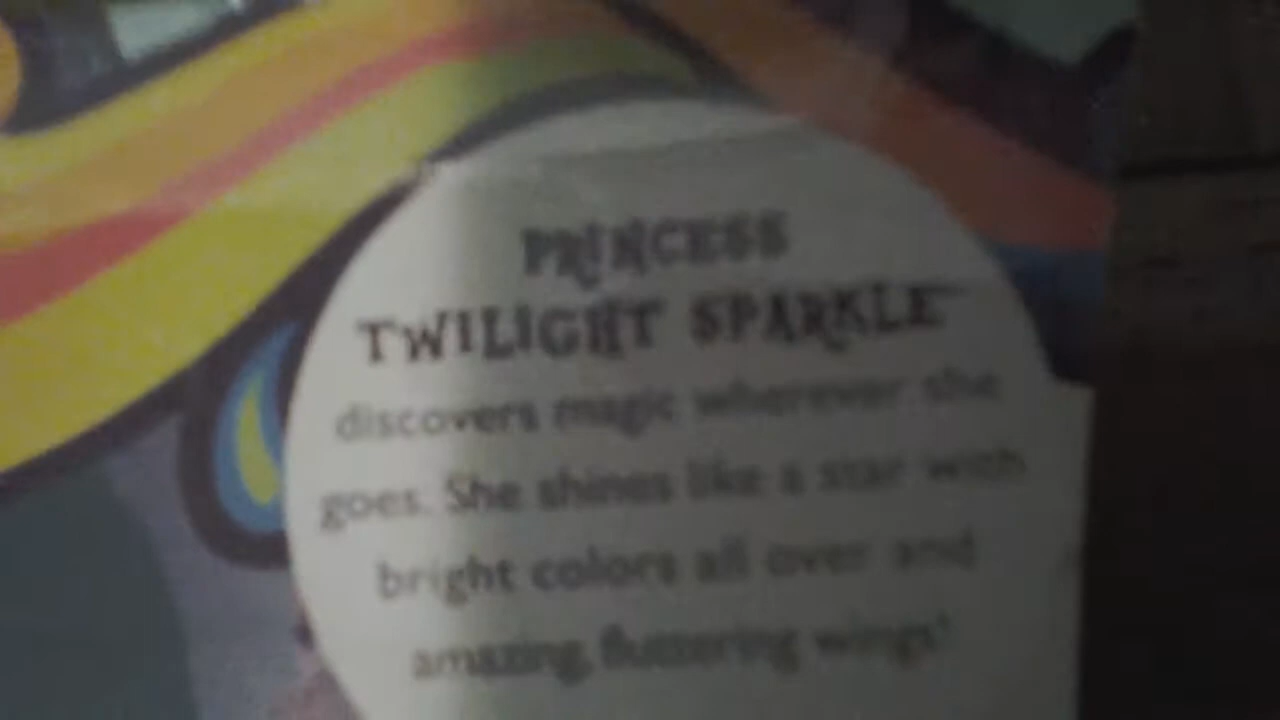 PRINCESS
TWILIGHT SPARKLE™
discovers magic wherever she
goes. She shines like a star with
bright colors all over and
amazing, fluttering wings!